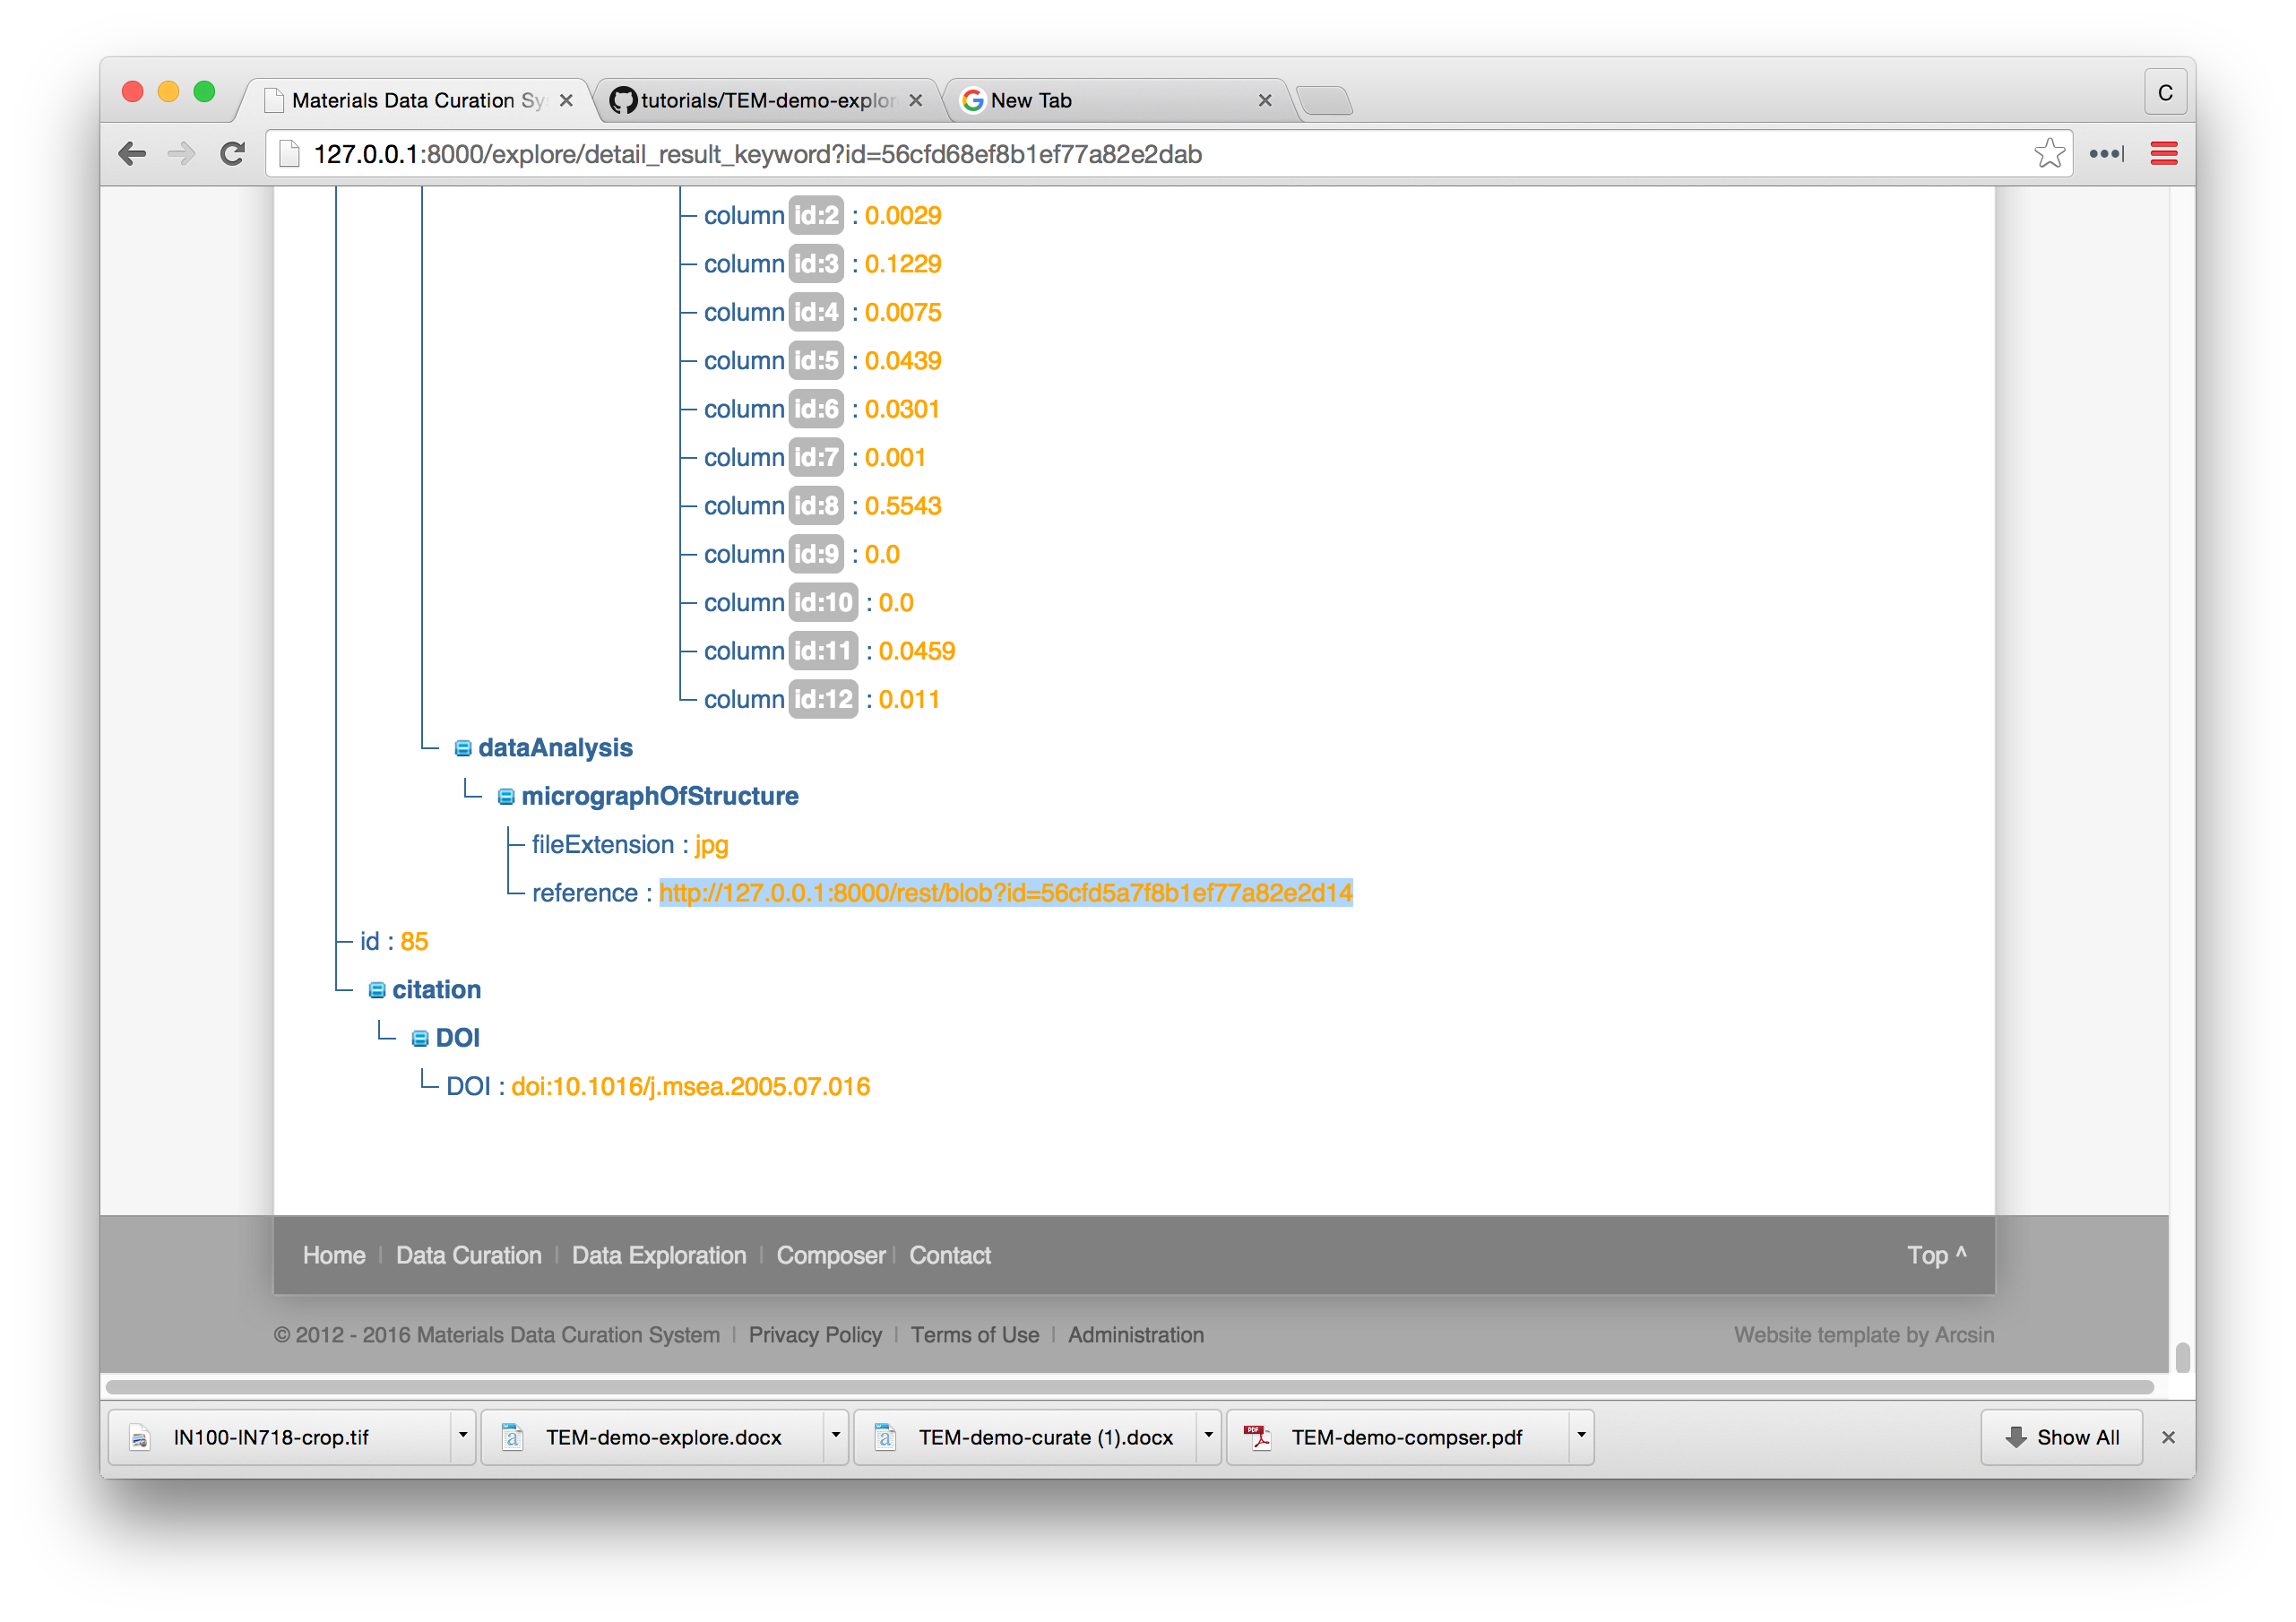 Materials Data Curation Sy
tutorials/TEM-demo-explor
New Tab
C
127.0.0.1:8000/explore/detail_result_keyword?id=56cfd68ef8b1ef77a82e2dab
column id:2 : 0.0029
column id:3 : 0.1229
column id:4 : 0.0075
column id:5 : 0.0439
column id:6 : 0.0301
column id:7 : 0.001
column id:8 : 0.5543
column id:9 : 0.0
column id:10 : 0.0
column id:11 : 0.0459
column id:12 : 0.011
dataAnalysis
micrographOfStructure
fileExtension : jpg
reference : http://127.0.0.1:8000/rest/blob?id=56cfd5a7f8b1ef77a82e2d14
id : 85
citation
DOI
DOI : doi:10.1016/j.msea.2005.07.016
Home | Data Curation | Data Exploration | Composer | Contact
Top ^
© 2012 - 2016 Materials Data Curation System | Privacy Policy | Terms of Use | Administration
Website template by Arcsin
IN100-IN718-crop.tif
TEM-demo-explore.docx
TEM-demo-curate (1).docx
TEM-demo-compser.pdf
Show All